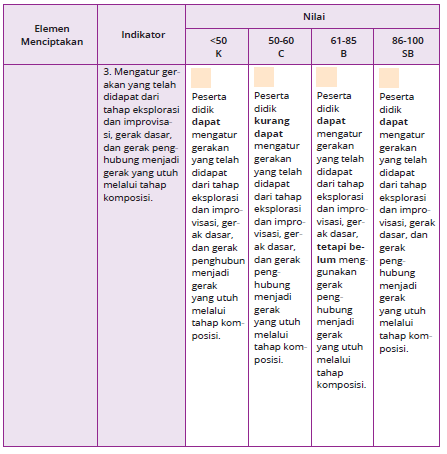 Elemen
Menciptakan
Indikator
Nilai
<50
K
50-60
C
61-85
B
86-100
SB
3. Mengatur ger-
akan yang telah
didapat dari
tahap eksplorasi
dan improvisa-
si, gerak dasar,
dan gerak peng-
hubung menjadi
gerak yang utuh
melalui tahap
komposisi.
Peserta
didik
dapat
mengatur
gerakan
yang telah
didapat
dari tahap
eksplorasi
dan impro-
visasi, ger-
ak dasar,
dan gerak
penghubun
menjadi
gerak
yang utuh
melalui
tahap kom-
posisi.
Peserta
didik
kurang
dapat
mengatur
gerakan
yang telah
didapat
dari tahap
eksplorasi
dan impro-
visasi, ger-
ak dasar,
dan gerak
peng-
hubung
menjadi
gerak
yang utuh
melalui
tahap kom-
posisi.
Peserta
didik
dapat
mengatur
gerakan
yang telah
didapat
dari tahap
eksplorasi
dan impro-
visasi, ger-
ak dasar,
tetapi be-
lum meng-
gunakan
gerak
peng-
hubung
menjadi
gerak
yang utuh
melalui
tahap
komposisi.
Peserta
didik
dapat
mengatur
gerakan
yang telah
didapat
dari tahap
eksplorasi
dan impro-
visasi, gerak
dasar, dan
gerak
peng-
hubung
menjadi
gerak
yang utuh
melalui
tahap kom-
posisi.